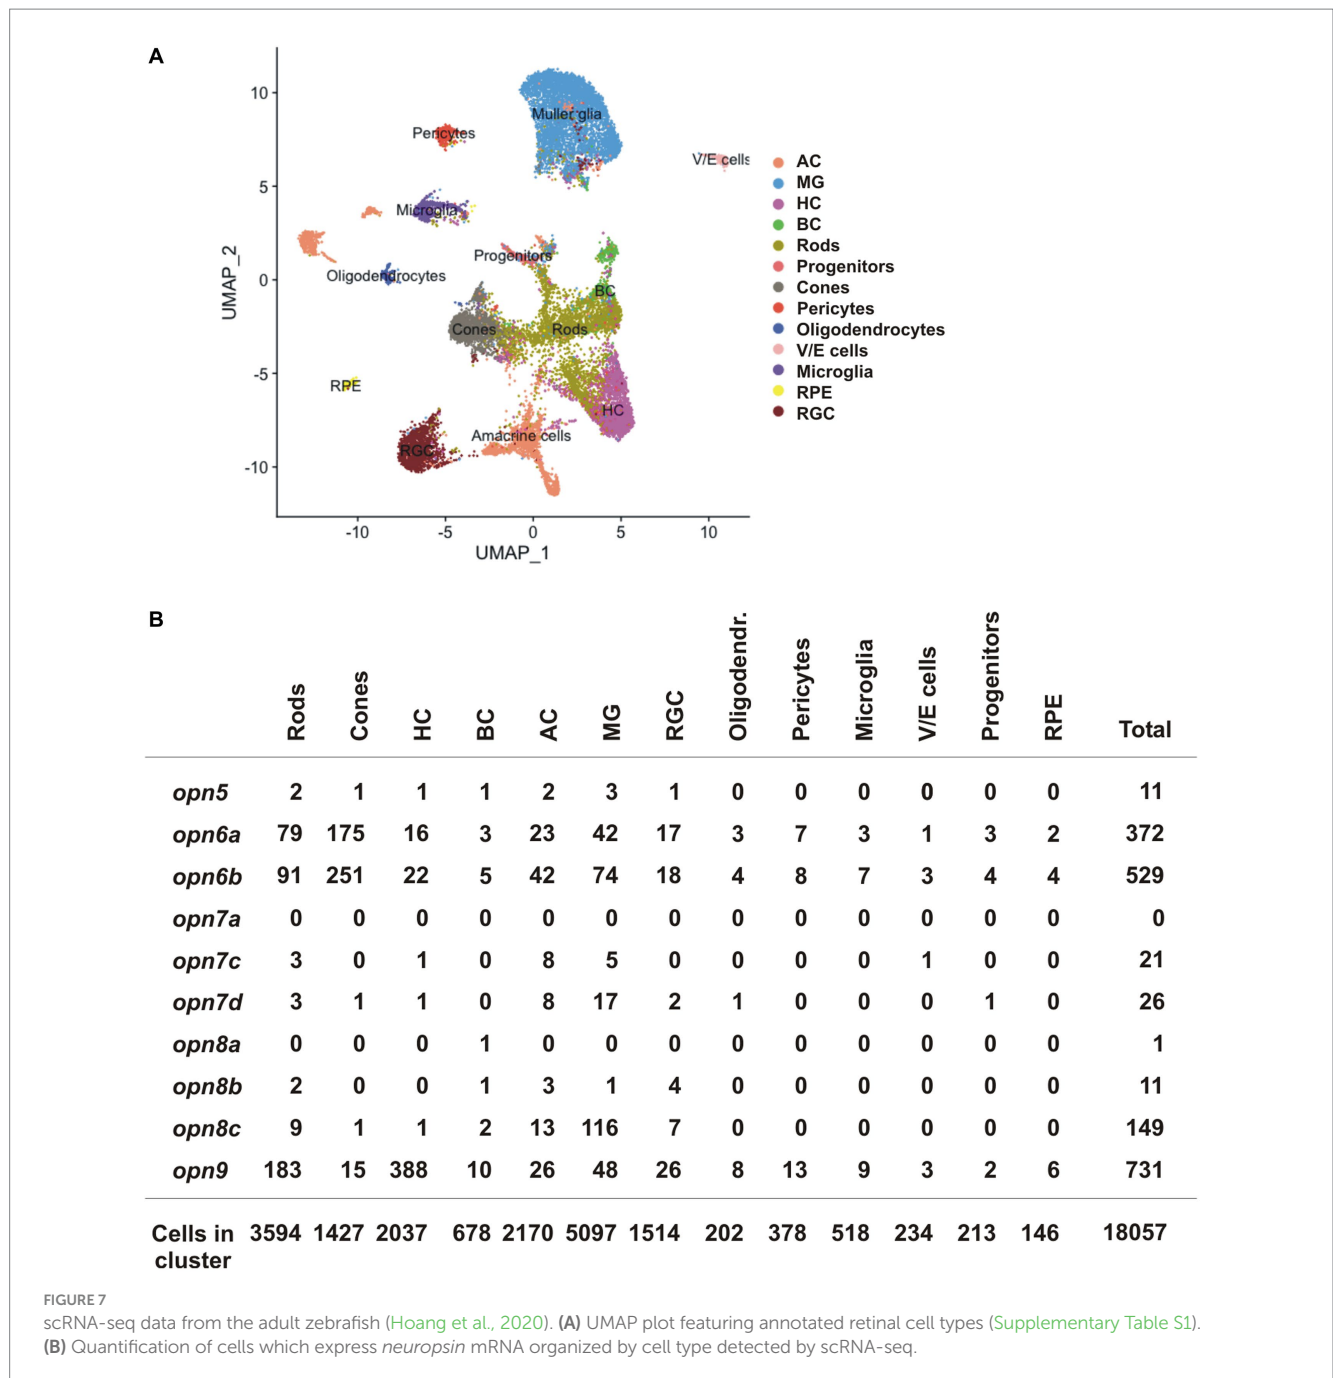 A
10
5
0
-5
-10
UMAP_2
-10 -5 0 5 10
UMAP_1
Muller glia
Pericytes
V/E cells
Microglia
Progenitors
Oligodendrocytes
BC
Cones
Rods
RPE
HC
Amacrine cells
RGC
AC
MG
HC
BC
Rods
Progenitors
Cones
Pericytes
Oligodendrocytes
V/E cells
Microglia
RPE
RGC
B
Rods Cones HC BC AC MG RGC Oligodendr. Pericytes Microglia V/E cells Progenitors RPE Total
opn5 2 1 1 1 2 3 1 0 0 0 0 0 0 11
opn6a 79 175 16 3 23 42 17 3 7 3 1 3 2 372
opn6b 91 251 22 5 42 74 18 4 8 7 3 4 4 529
opn7a 0 0 0 0 0 0 0 0 0 0 0 0 0 0
opn7c 3 0 1 0 8 5 0 0 0 0 1 0 0 21
opn7d 3 1 1 0 8 17 2 1 0 0 0 1 0 26
opn8a 0 0 0 1 0 0 0 0 0 0 0 0 0 1
opn8b 2 0 0 1 3 1 4 0 0 0 0 0 0 11
opn8c 9 1 1 2 13 116 7 0 0 0 0 0 0 149
opn9 183 15 388 10 26 48 26 8 13 9 3 2 6 731
Cells in 3594 1427 2037 678 2170 5097 1514 202 378 518 234 213 146 18057
cluster
FIGURE 7
scRNA-seq data from the adult zebrafish (Hoang et al., 2020). (A) UMAP plot featuring annotated retinal cell types (Supplementary Table S1).
(B) Quantification of cells which express neuropsin mRNA organized by cell type detected by scRNA-seq.